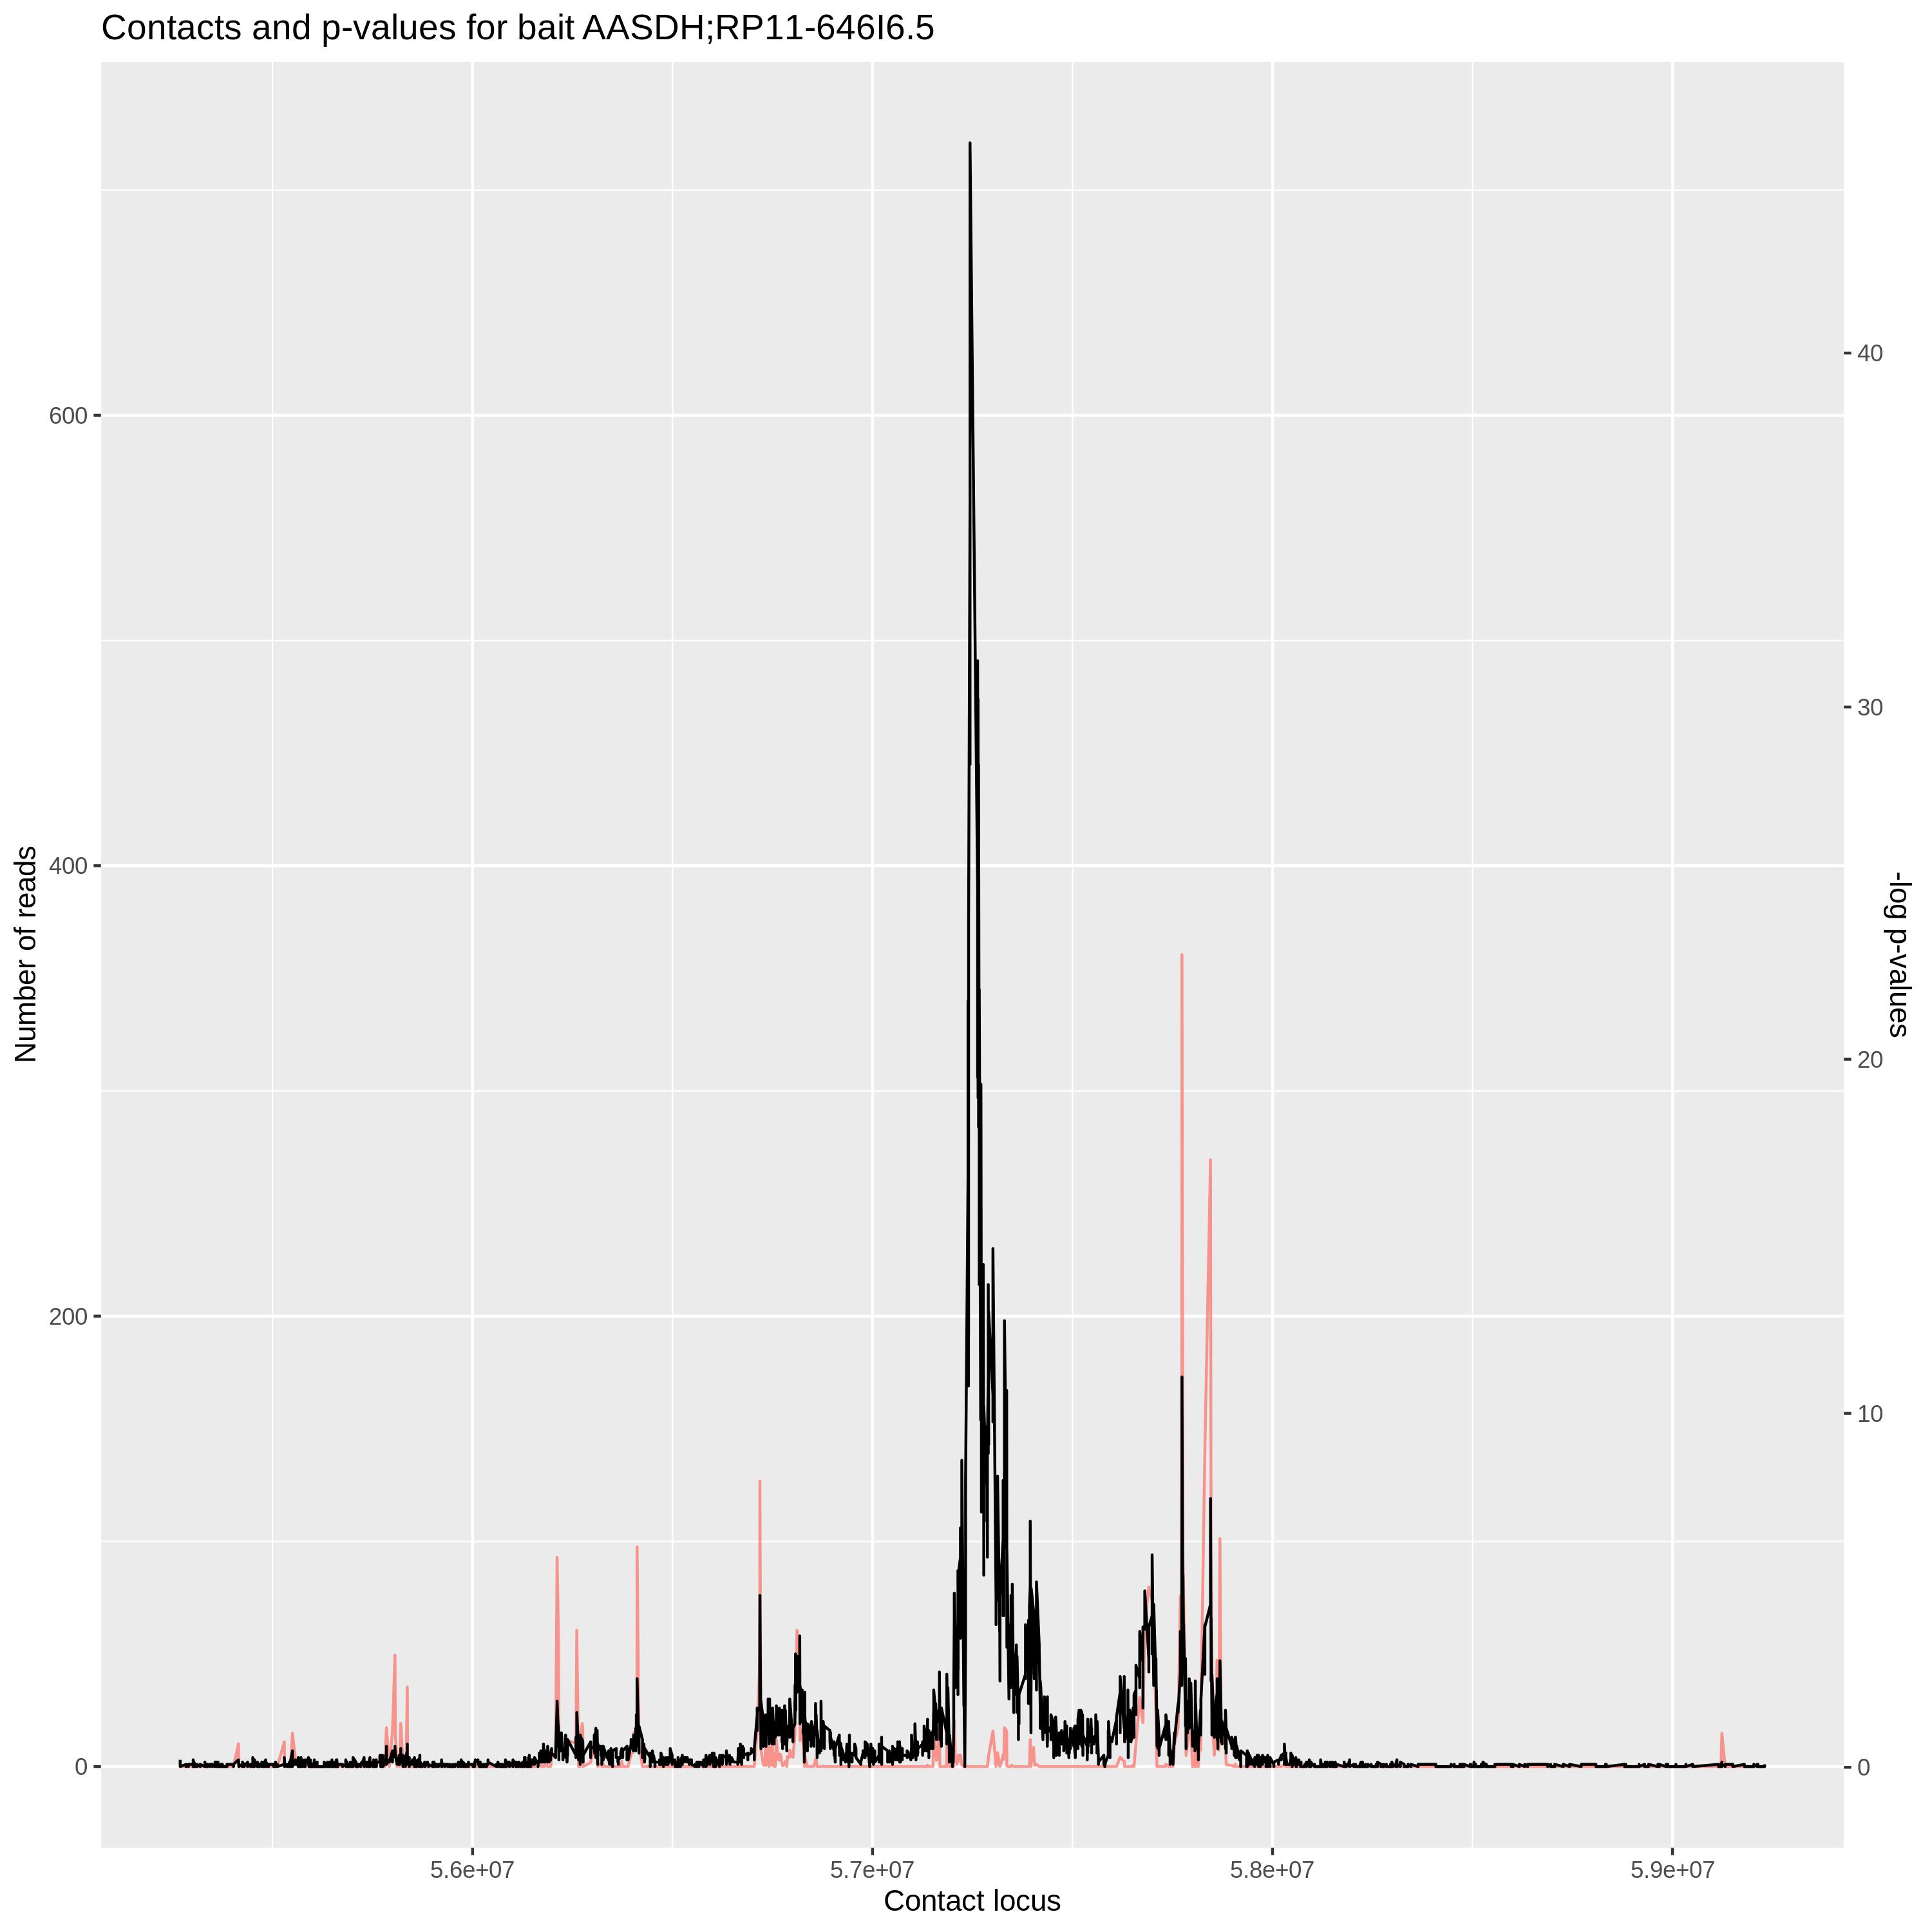 Contacts and p-values for bait AASDH;RP11-646I6.5
Number of reads
600
400
200
0
40
30
20
10
0
-log p-values
5.6e+07
5.7e+07
5.8e+07
5.9e+07
Contact locus